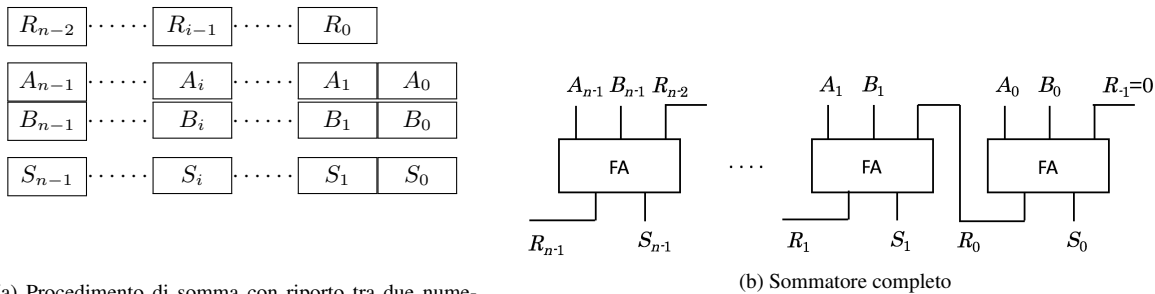 R_{n−2} ······ R_{i−1} ······ R_0
A_{n−1} ······ A_i ······ A_1 A_0
B_{n−1} ······ B_i ······ B_1 B_0
S_{n−1} ······ S_i ······ S_1 S_0
A_{n-1} B_{n-1} R_{n-2}
FA
R_{n-1} S_{n-1}
····
A_1 B_1
FA
R_1 S_1
R_0
A_0 B_0 R_{-1}=0
FA
S_0
(a) Procedimento di somma con riporto tra due nume-
(b) Sommatore completo